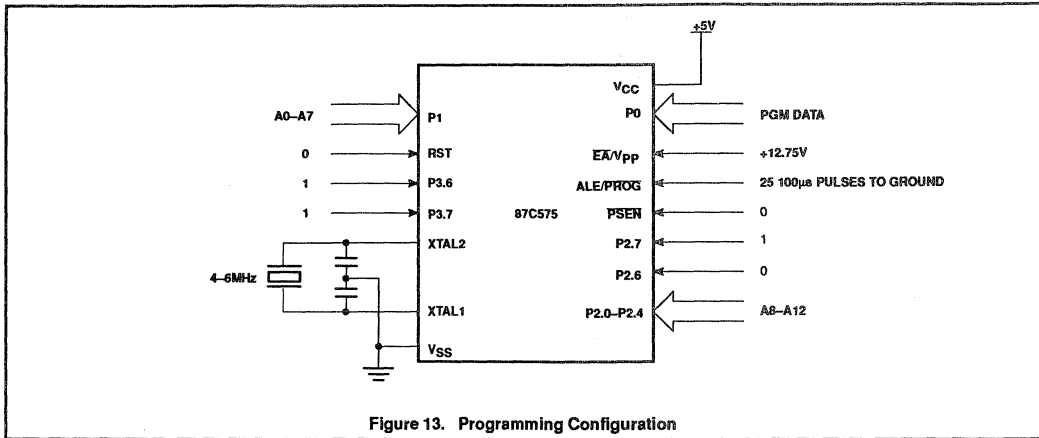 +5V
VCC
A0–A7 P1 P0 PGM DATA
0 RST EA/VPP +12.75V
1 P3.6 ALE/PROG 25 100µs PULSES TO GROUND
1 P3.7 87C575 PSEN 0
XTAL2 P2.7 1
4–6MHz P2.6 0
XTAL1 P2.0–P2.4 A8–A12
VSS
Figure 13. Programming Configuration